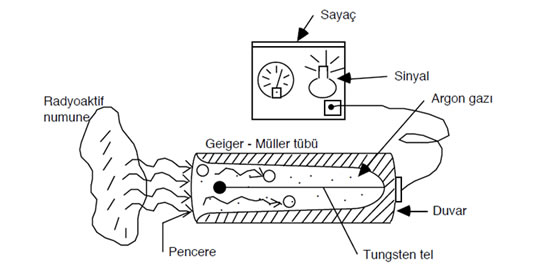 Sayaç
Sinyal
Radyoaktif
numune
Argon gazı
Geiger - Müller tübü
Duvar
Pencere
Tungsten tel